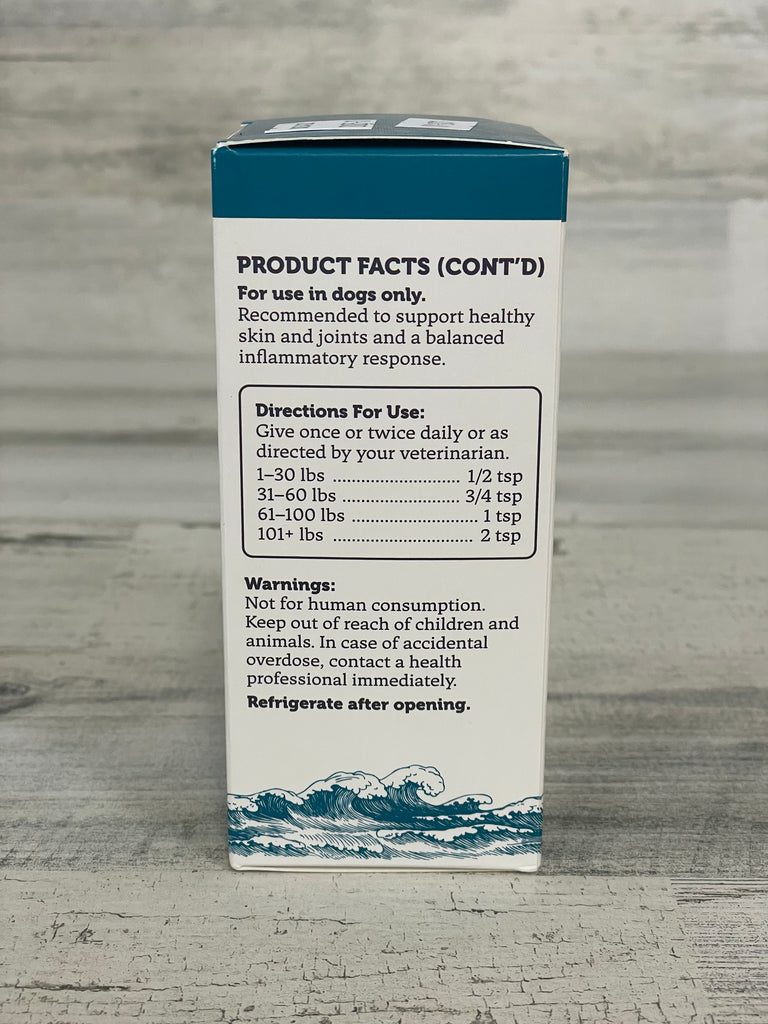 PRODUCT FACTS (CONT'D)
For use in dogs only.
Recommended to support healthy
skin and joints and a balanced
inflammatory response.
Directions For Use:
Give once or twice daily or as
directed by your veterinarian.
1–30 lbs ........................... 1/2 tsp
31–60 lbs ......................... 3/4 tsp
61–100 lbs ........................... 1 tsp
101+ lbs .............................. 2 tsp
Warnings:
Not for human consumption.
Keep out of reach of children and
animals. In case of accidental
overdose, contact a health
professional immediately.
Refrigerate after opening.